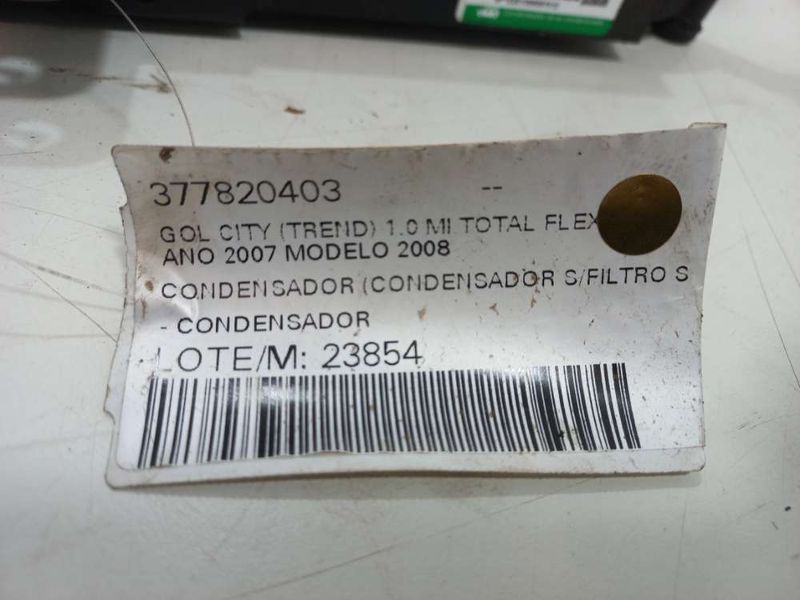 377820403 --
GOL CITY (TREND) 1.0 MI TOTAL FLEX
ANO 2007 MODELO 2008
CONDENSADOR (CONDENSADOR S/FILTRO S
- CONDENSADOR
LOTE/M: 23854